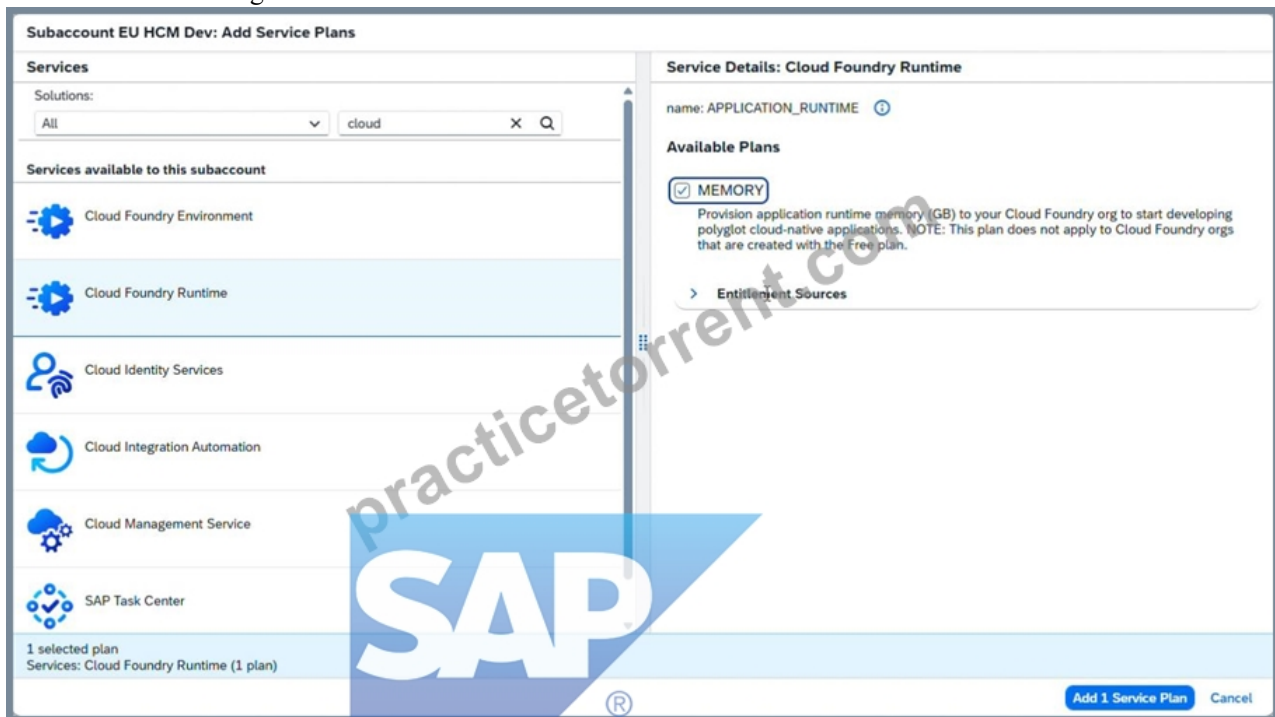 Subaccount EU HCM Dev: Add Service Plans
Services
Solutions:
All
cloud
Services available to this subaccount
Cloud Foundry Environment
Cloud Foundry Runtime
Cloud Identity Services
Cloud Integration Automation
Cloud Management Service
SAP Task Center
1 selected plan
Services: Cloud Foundry Runtime (1 plan)
Service Details: Cloud Foundry Runtime
name: APPLICATION_RUNTIME
Available Plans
MEMORY
Provision application runtime memory (GB) to your Cloud Foundry org to start developing
polyglot cloud-native applications. NOTE: This plan does not apply to Cloud Foundry orgs
that are created with the Free plan.
Entitlement Sources
Add 1 Service Plan
Cancel
practicetorrent.com
SAP
®